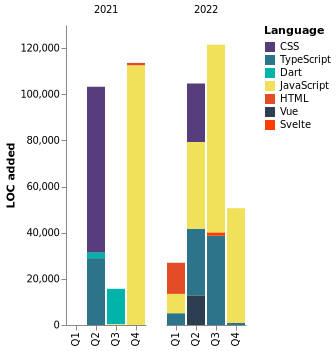 2021
2022
Language
CSS
TypeScript
Dart
JavaScript
HTML
Vue
Svelte
LOC added
120,000
100,000
80,000
60,000
40,000
20,000
0
Q1
Q2
Q3
Q4
Q1
Q2
Q3
Q4